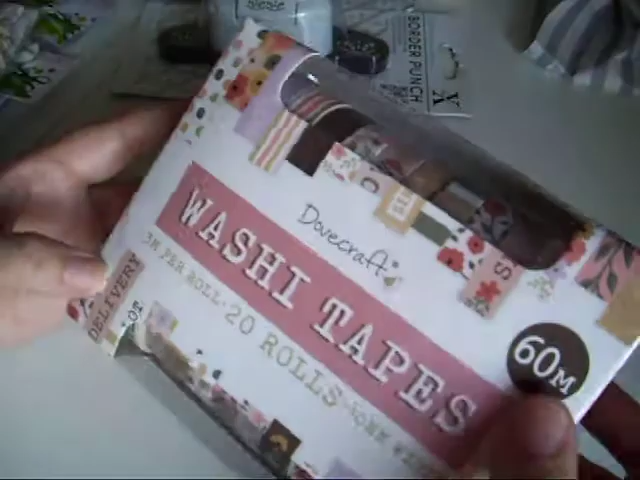 BORDER PUNCH
X
Dovecraft
WASHI TAPES
3M PER ROLL · 20 ROLLS
60M
DELIVERY